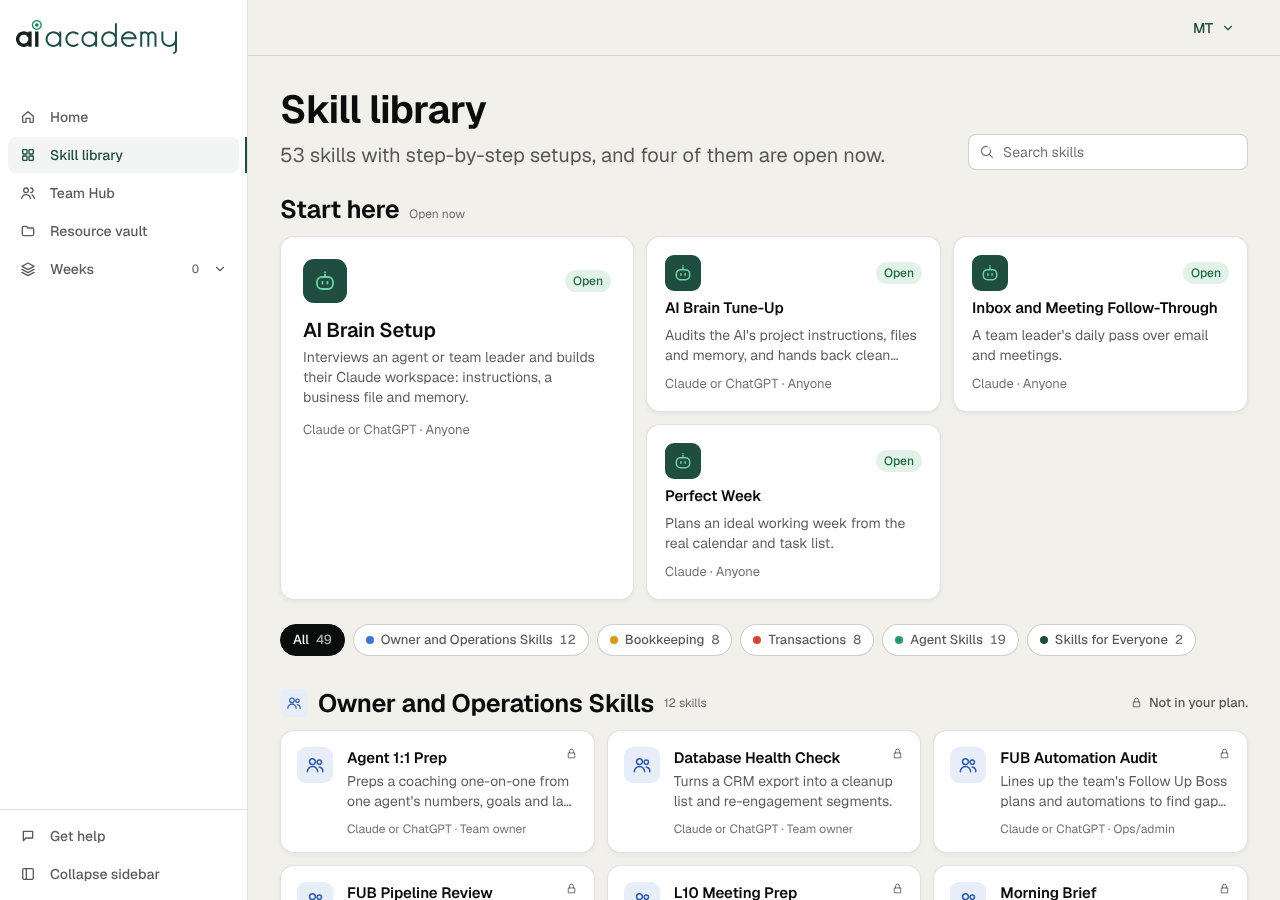 ai academy
MT
Home
Skill library
Team Hub
Resource vault
Weeks 0
Get help
Collapse sidebar
Skill library
53 skills with step-by-step setups, and four of them are open now.
Search skills
Start here Open now
Open
AI Brain Setup
Interviews an agent or team leader and builds
their Claude workspace: instructions, a
business file and memory.
Claude or ChatGPT · Anyone
Open
AI Brain Tune-Up
Audits the AI's project instructions, files
and memory, and hands back clean…
Claude or ChatGPT · Anyone
Open
Inbox and Meeting Follow-Through
A team leader's daily pass over email
and meetings.
Claude · Anyone
Open
Perfect Week
Plans an ideal working week from the
real calendar and task list.
Claude · Anyone
All 49
Owner and Operations Skills 12
Bookkeeping 8
Transactions 8
Agent Skills 19
Skills for Everyone 2
Owner and Operations Skills 12 skills
Not in your plan.
Agent 1:1 Prep
Preps a coaching one-on-one from
one agent's numbers, goals and la…
Claude or ChatGPT · Team owner
Database Health Check
Turns a CRM export into a cleanup
list and re-engagement segments.
Claude or ChatGPT · Team owner
FUB Automation Audit
Lines up the team's Follow Up Boss
plans and automations to find gap…
Claude or ChatGPT · Ops/admin
FUB Pipeline Review
L10 Meeting Prep
Morning Brief